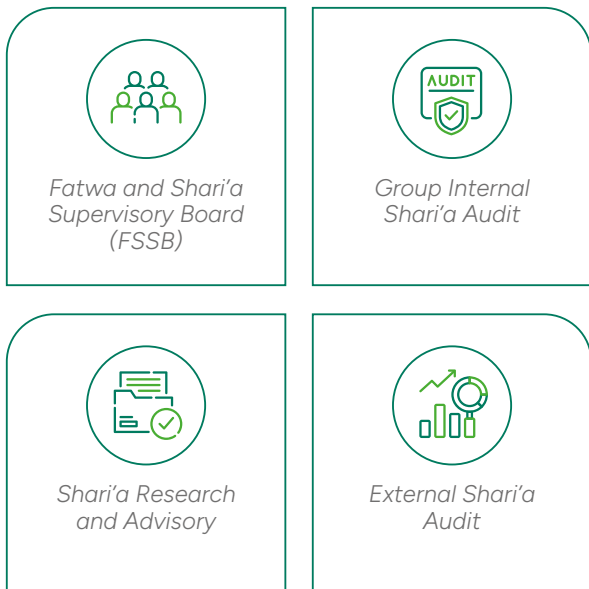 Fatwa and Shari’a
Supervisory Board
(FSSB)
AUDIT
Group Internal
Shari’a Audit
Shari’a Research
and Advisory
External Shari’a
Audit